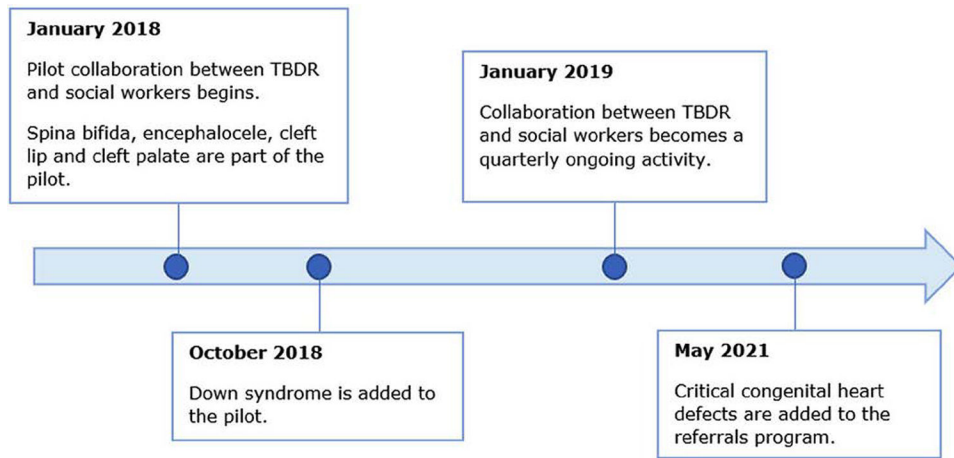 January 2018
Pilot collaboration between TBDR
and social workers begins.
Spina bifida, encephalocele, cleft
lip and cleft palate are part of the
pilot.
October 2018
Down syndrome is added to
the pilot.
January 2019
Collaboration between TBDR
and social workers becomes a
quarterly ongoing activity.
May 2021
Critical congenital heart
defects are added to the
referrals program.